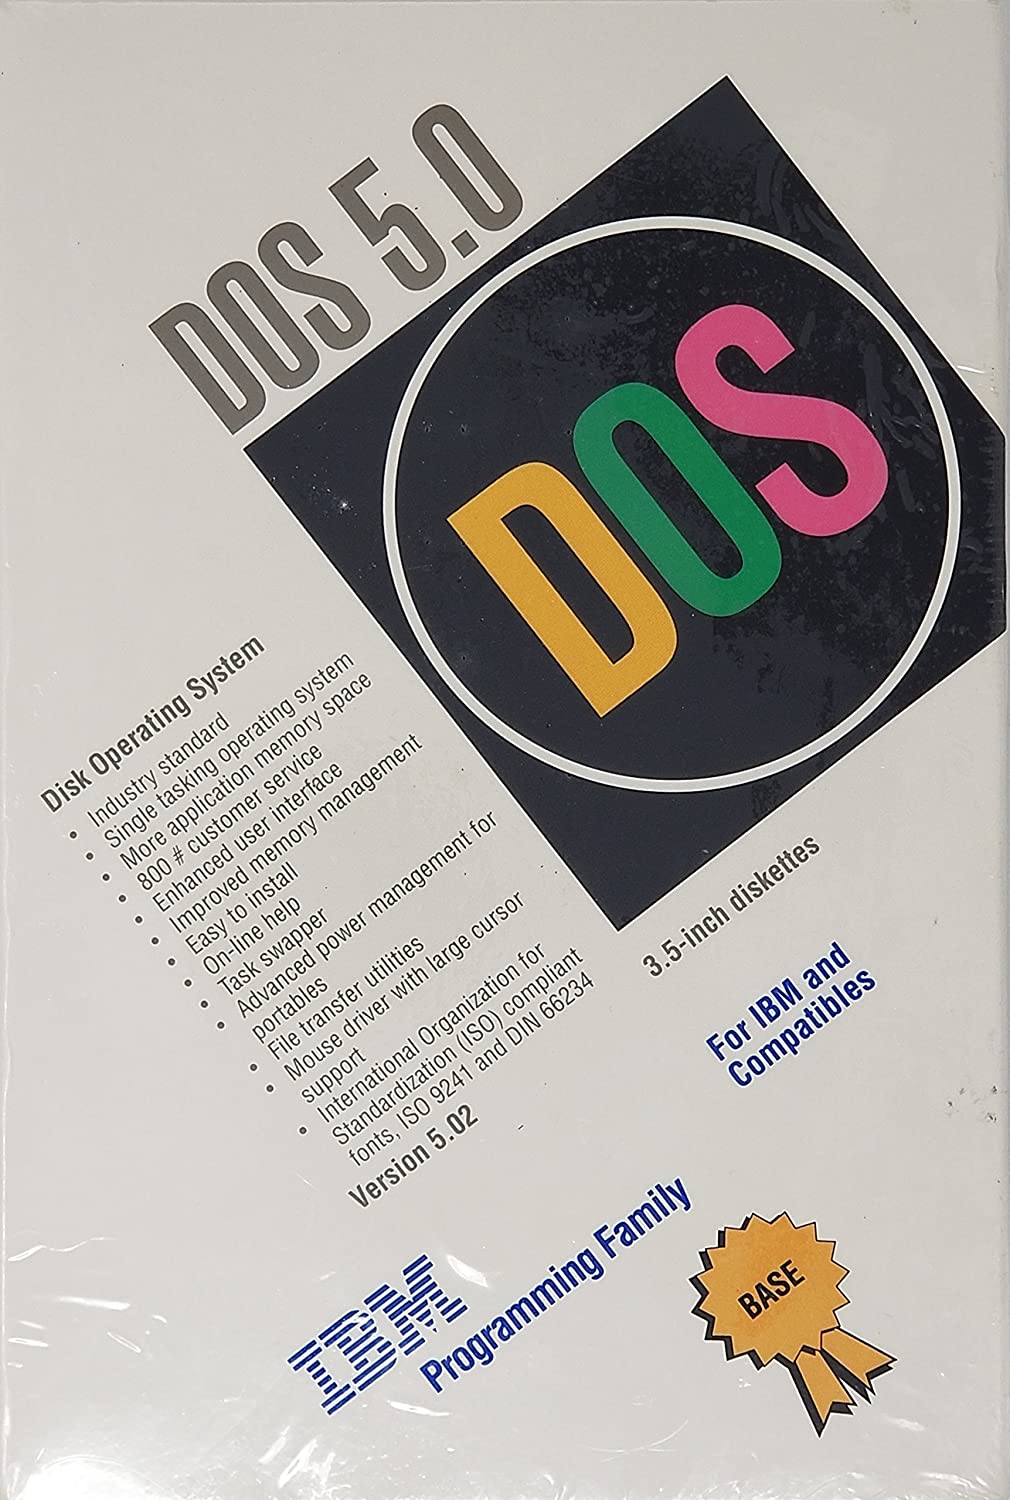 DOS 5.0
DOS
Disk Operating System
• Industry standard
• Single tasking operating system
• More application memory space
• 800 # customer service
• Enhanced user interface
• Improved memory management
• Easy to install
• On-line help
• Task swapper
• Advanced power management for
portables
• File transfer utilities
• Mouse driver with large cursor
support
• International Organization for
Standardization (ISO) compliant
fonts, ISO 9241 and DIN 66234
Version 5.02
3.5-inch diskettes
For IBM and
Compatibles
IBM
Programming Family
BASE